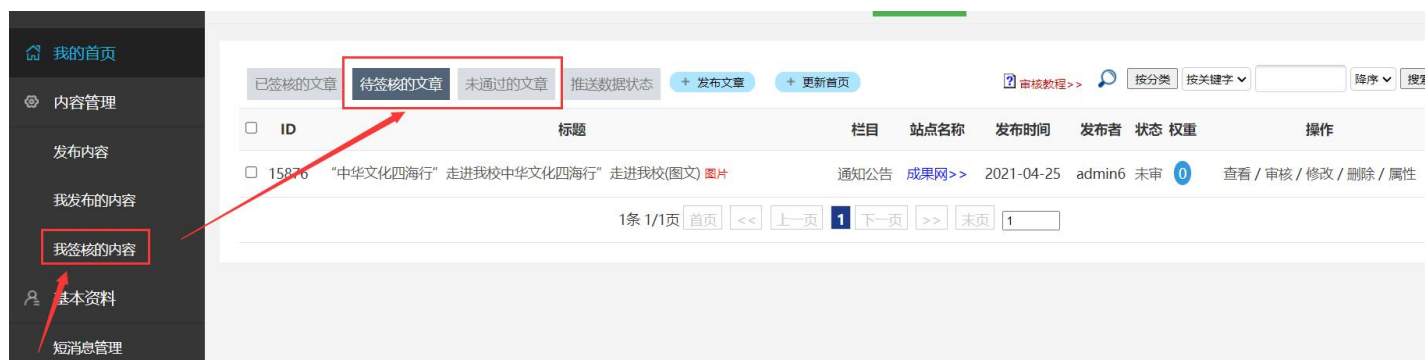 我的首页
内容管理
发布内容
我发布的内容
我签核的内容
基本资料
短消息管理
已签核的文章 待签核的文章 未通过的文章 推送数据状态 + 发布文章 + 更新首页 ? 审核教程>> 按分类 按关键字 降序
ID 标题 栏目 站点名称 发布时间 发布者 状态 权重 操作
15876 “中华文化四海行”走进我校中华文化四海行”走进我校(图文) 图片 通知公告 成果网>> 2021-04-25 admin6 未审 0 查看 / 审核 / 修改 / 删除 / 属性
1条 1/1页 首页 << 上一页 1 下一页 >> 末页 1